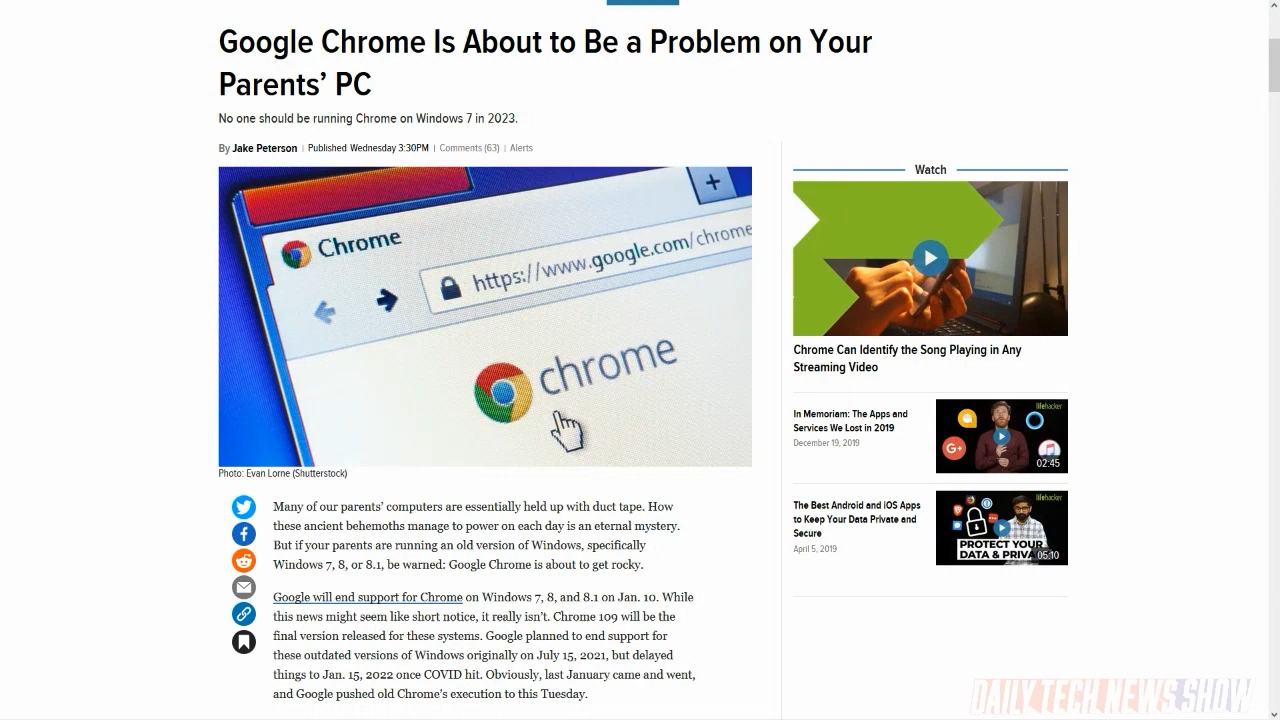 Google Chrome Is About to Be a Problem on Your
Parents’ PC
No one should be running Chrome on Windows 7 in 2023.
By Jake Peterson | Published Wednesday 3:30PM | Comments (63) | Alerts
Chrome
+
https://www.google.com/chrome
chrome
Photo: Evan Lorne (Shutterstock)
Many of our parents’ computers are essentially held up with duct tape. How
these ancient behemoths manage to power on each day is an eternal mystery.
But if your parents are running an old version of Windows, specifically
Windows 7, 8, or 8.1, be warned: Google Chrome is about to get rocky.
Google will end support for Chrome on Windows 7, 8, and 8.1 on Jan. 10. While
this news might seem like short notice, it really isn’t. Chrome 109 will be the
final version released for these systems. Google planned to end support for
these outdated versions of Windows originally on July 15, 2021, but delayed
things to Jan. 15, 2022 once COVID hit. Obviously, last January came and went,
and Google pushed old Chrome’s execution to this Tuesday.
Watch
Chrome Can Identify the Song Playing in Any
Streaming Video
In Memoriam: The Apps and
Services We Lost in 2019
December 19, 2019
lifehacker
G+
02:45
The Best Android and iOS Apps
to Keep Your Data Private and
Secure
April 5, 2019
lifehacker
PROTECT YOUR
DATA & PRIVA
05:10
DAILY TECH NEWS SHOW